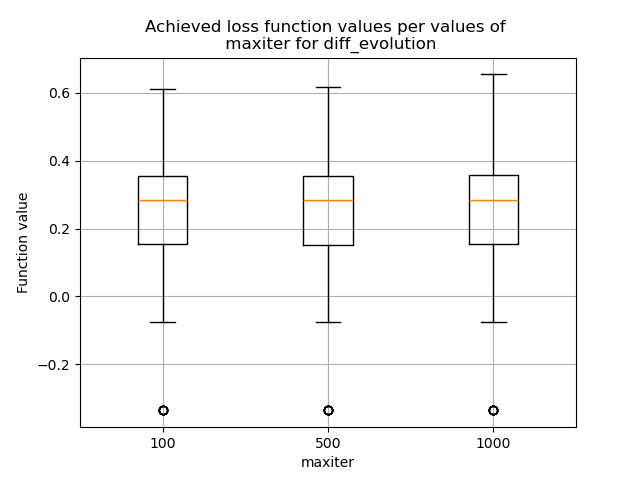 Achieved loss function values per values of
maxiter for diff_evolution
Function value
0.6
0.4
0.2
0.0
−0.2
100
500
1000
maxiter